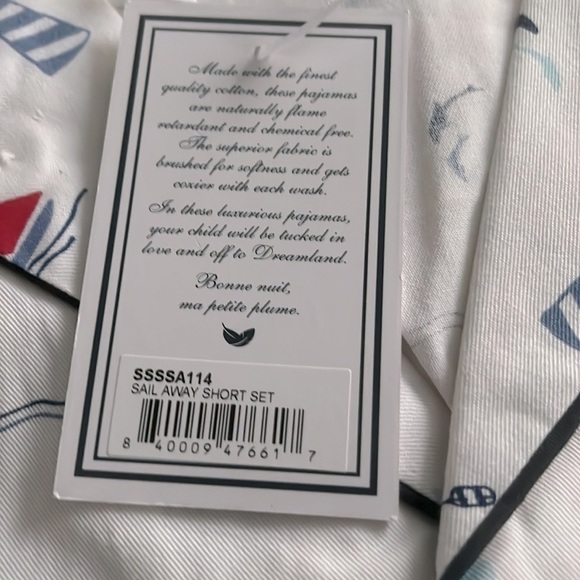 Made with the finest
quality cotton, these pajamas
are naturally flame
retardant and chemical free.
The superior fabric is
brushed for softness and gets
cozier with each wash.
In these luxurious pajamas,
your child will be tucked in
love and off to Dreamland.
Bonne nuit,
ma petite plume.
SSSSA114
SAIL AWAY SHORT SET
8 40009 47661 7